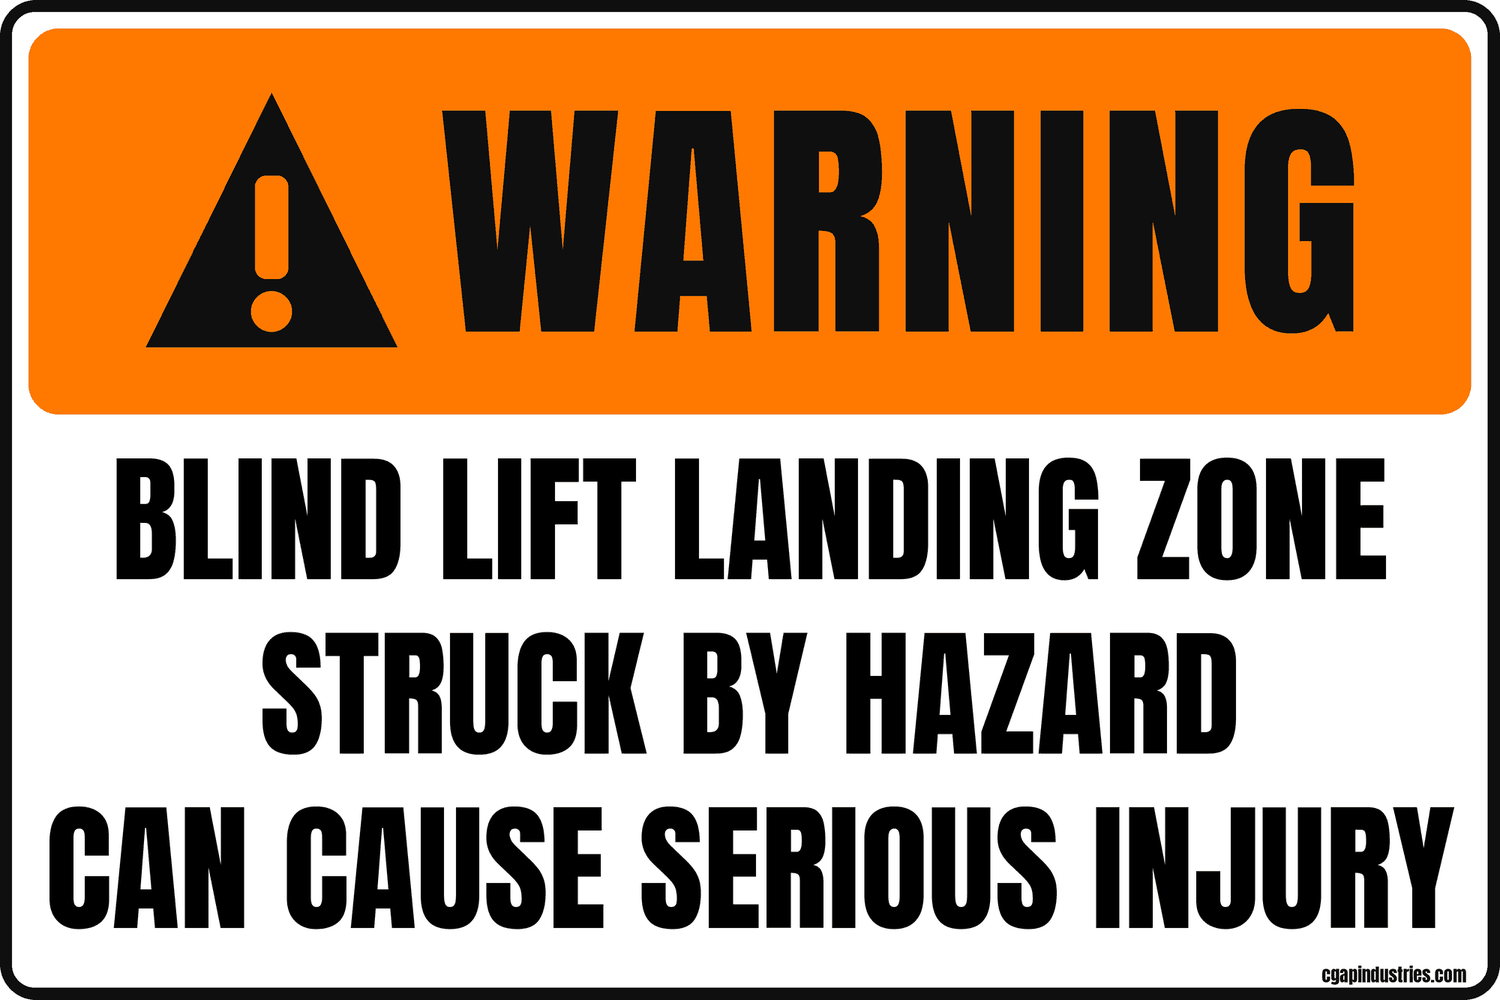 WARNING
BLIND LIFT LANDING ZONE
STRUCK BY HAZARD
CAN CAUSE SERIOUS INJURY
cgapindustries.com